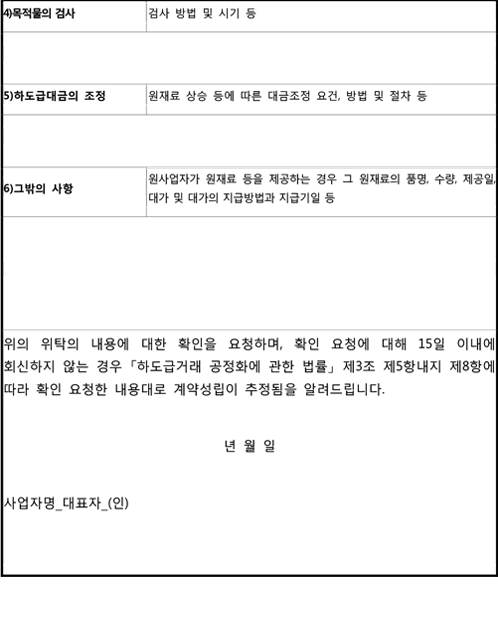 4)목적물의 검사 검사 방법 및 시기 등
5)하도급대금의 조정 원재료 상승 등에 따른 대금조정 요건, 방법 및 절차 등
6)그밖의 사항 원사업자가 원재료 등을 제공하는 경우 그 원재료의 품명, 수량, 제공일,
대가 및 대가의 지급방법과 지급기일 등
위의 위탁의 내용에 대한 확인을 요청하며, 확인 요청에 대해 15일 이내에
회신하지 않는 경우 「하도급거래 공정화에 관한 법률」 제3조 제5항내지 제8항에
따라 확인 요청한 내용대로 계약성립이 추정됨을 알려드립니다.
년 월 일
사업자명_대표자_(인)